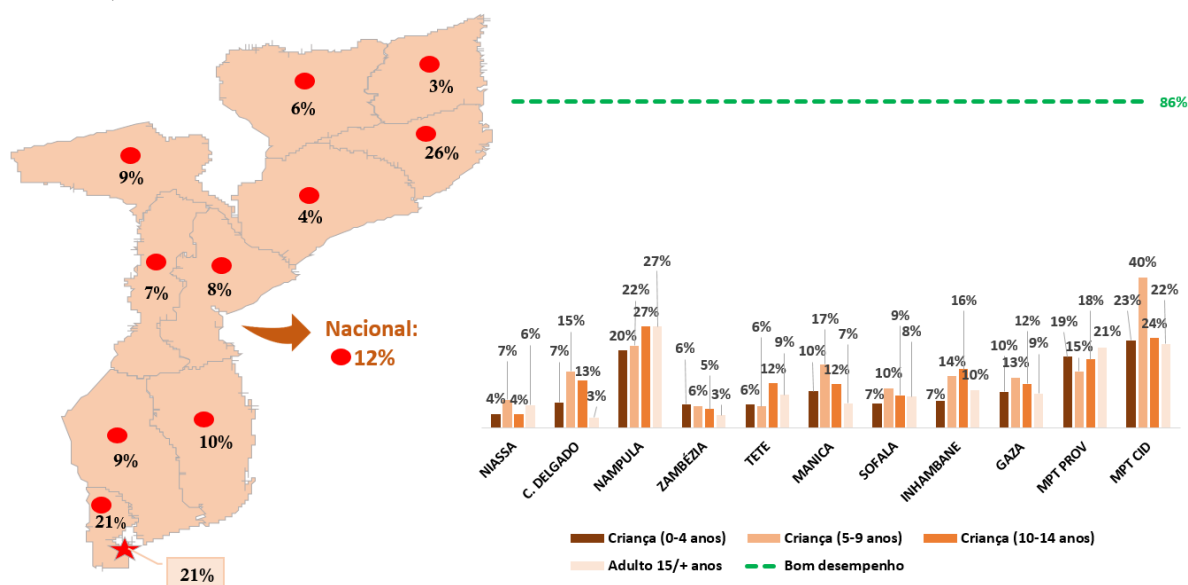 3%
6%
86%
26%
9%
4%
7%
8%
Nacional:
12%
10%
9%
21%
21%
4% 7% 4% 6%
7% 15% 13% 3%
20% 22% 27% 27%
6% 6% 5% 3%
6% 6% 12% 9%
10% 17% 12% 7%
7% 10% 9% 8%
7% 14% 16% 10%
10% 13% 12% 9%
19% 15% 18% 21%
23% 40% 24% 22%
NIASSA
C. DELGADO
NAMPULA
ZAMBÉZIA
TETE
MANICA
SOFALA
INHAMBANE
GAZA
MPT PROV
MPT CID
Criança (0-4 anos)
Criança (5-9 anos)
Criança (10-14 anos)
Adulto 15/+ anos
Bom desempenho